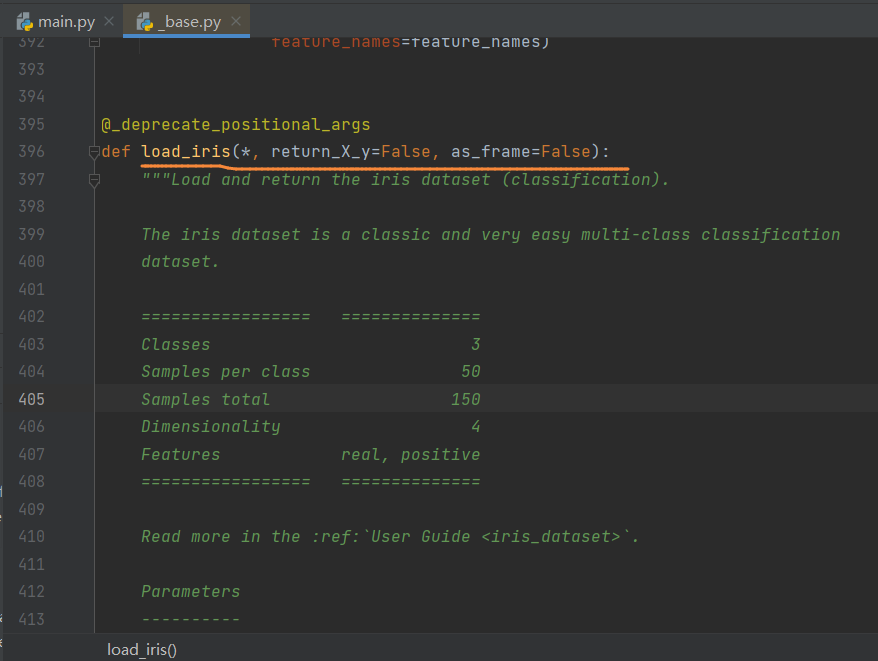 main.py
_base.py
392 feature_names=feature_names)
393
394
395 @_deprecate_positional_args
396 def load_iris(*, return_X_y=False, as_frame=False):
397 """Load and return the iris dataset (classification).
398
399 The iris dataset is a classic and very easy multi-class classification
400 dataset.
401
402 ================= ==============
403 Classes 3
404 Samples per class 50
405 Samples total 150
406 Dimensionality 4
407 Features real, positive
408 ================= ==============
409
410 Read more in the :ref:`User Guide <iris_dataset>`.
411
412 Parameters
413 ----------
load_iris()